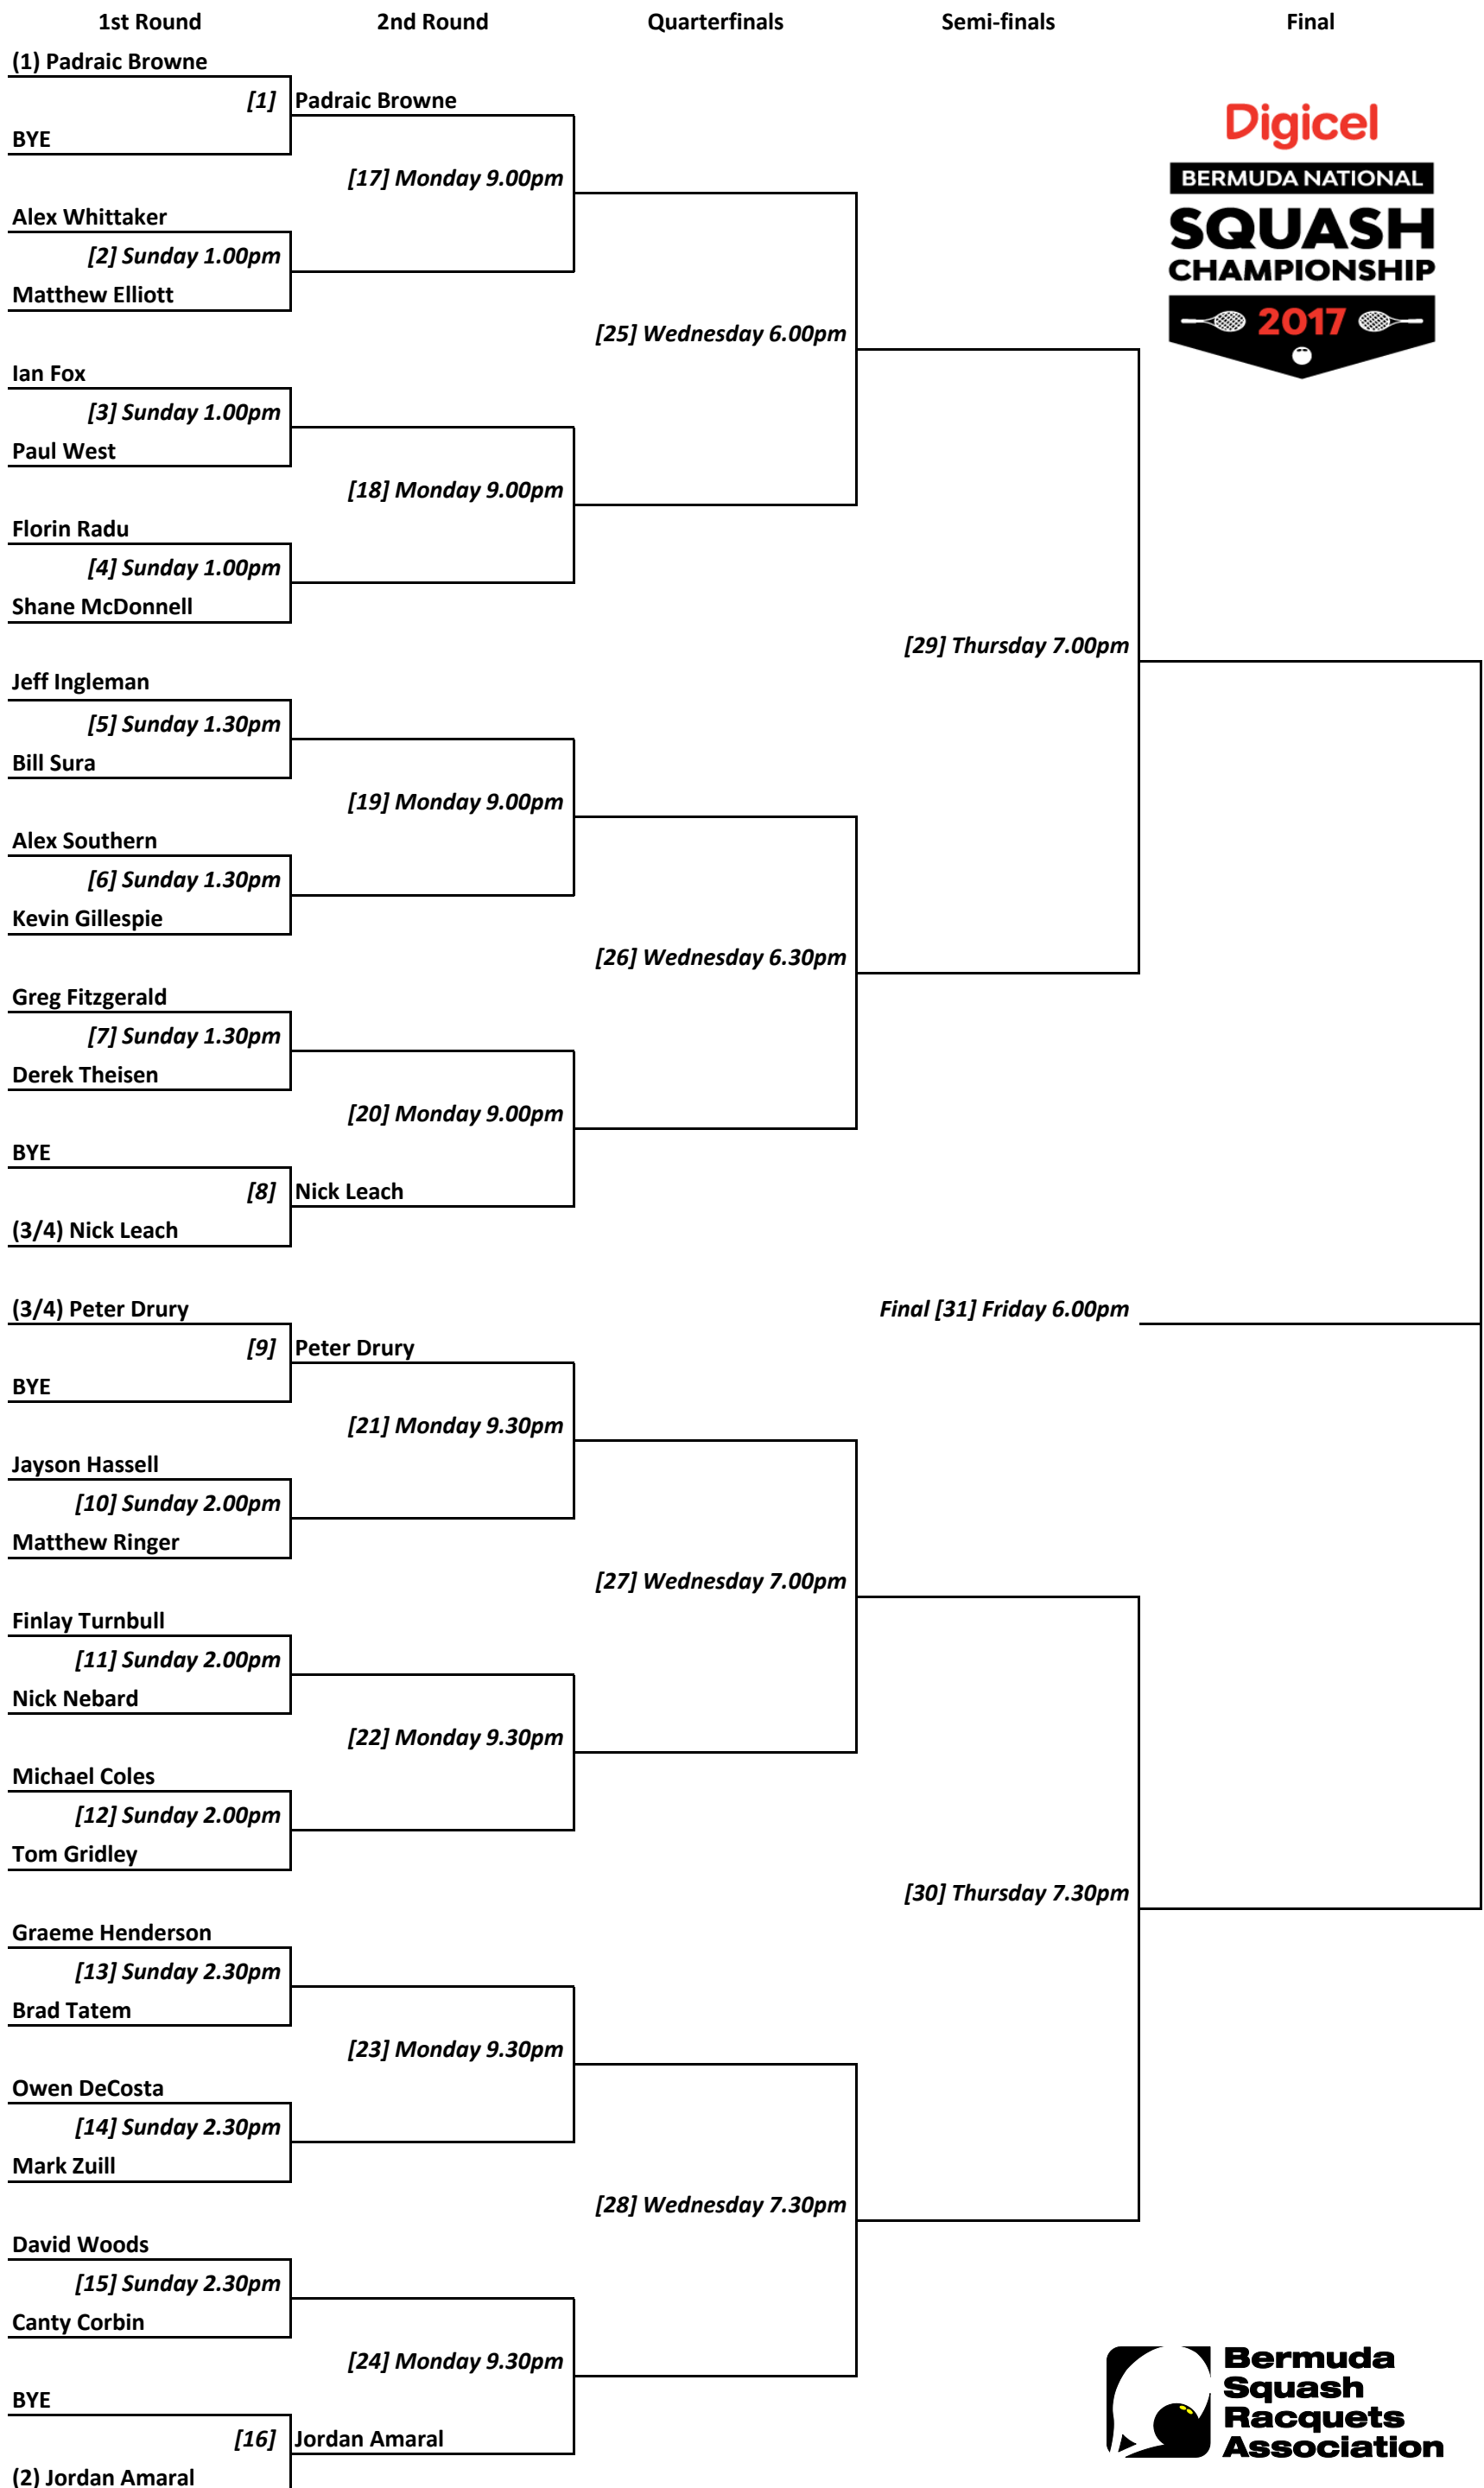 1st Round 2nd Round Quarterfinals Semi-finals Final
(1) Padraic Browne
[1] Padraic Browne
BYE
[17] Monday 9.00pm
Alex Whittaker
[2] Sunday 1.00pm
Matthew Elliott
[25] Wednesday 6.00pm
Ian Fox
[3] Sunday 1.00pm
Paul West
[18] Monday 9.00pm
Florin Radu
[4] Sunday 1.00pm
Shane McDonnell
[29] Thursday 7.00pm
Jeff Ingleman
[5] Sunday 1.30pm
Bill Sura
[19] Monday 9.00pm
Alex Southern
[6] Sunday 1.30pm
Kevin Gillespie
[26] Wednesday 6.30pm
Greg Fitzgerald
[7] Sunday 1.30pm
Derek Theisen
[20] Monday 9.00pm
BYE
[8] Nick Leach
(3/4) Nick Leach
(3/4) Peter Drury
Final [31] Friday 6.00pm
[9] Peter Drury
BYE
[21] Monday 9.30pm
Jayson Hassell
[10] Sunday 2.00pm
Matthew Ringer
[27] Wednesday 7.00pm
Finlay Turnbull
[11] Sunday 2.00pm
Nick Nebard
[22] Monday 9.30pm
Michael Coles
[12] Sunday 2.00pm
Tom Gridley
[30] Thursday 7.30pm
Graeme Henderson
[13] Sunday 2.30pm
Brad Tatem
[23] Monday 9.30pm
Owen DeCosta
[14] Sunday 2.30pm
Mark Zuill
[28] Wednesday 7.30pm
David Woods
[15] Sunday 2.30pm
Canty Corbin
[24] Monday 9.30pm
BYE
[16] Jordan Amaral
(2) Jordan Amaral
Digicel
BERMUDA NATIONAL
SQUASH
CHAMPIONSHIP
2017
Bermuda
Squash
Racquets
Association